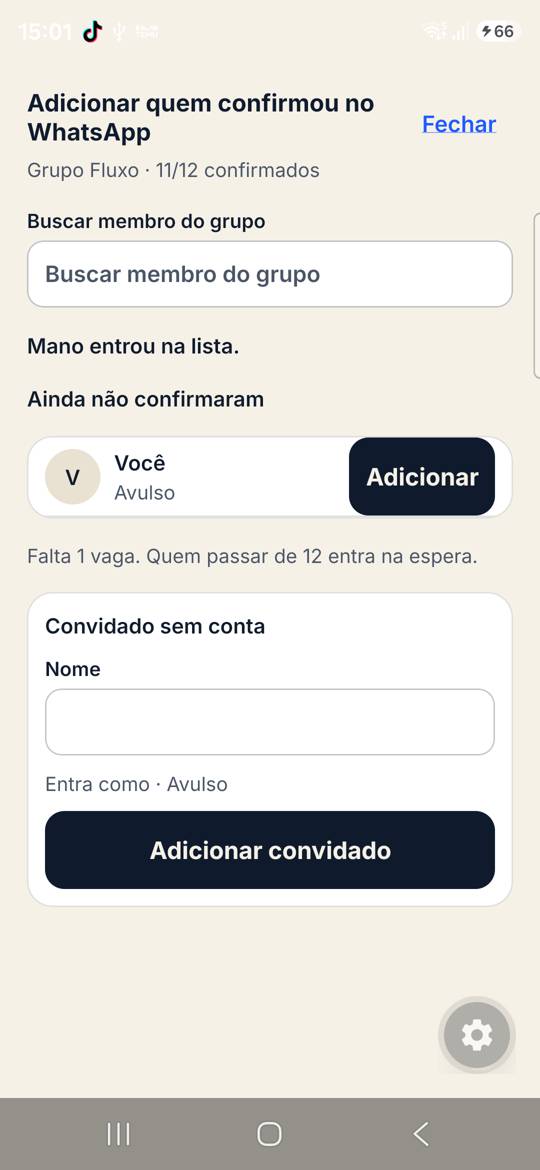 15:01
66
Adicionar quem confirmou no
WhatsApp
Fechar
Grupo Fluxo · 11/12 confirmados
Buscar membro do grupo
Buscar membro do grupo
Mano entrou na lista.
Ainda não confirmaram
V
Você
Avulso
Adicionar
Falta 1 vaga. Quem passar de 12 entra na espera.
Convidado sem conta
Nome
Entra como · Avulso
Adicionar convidado